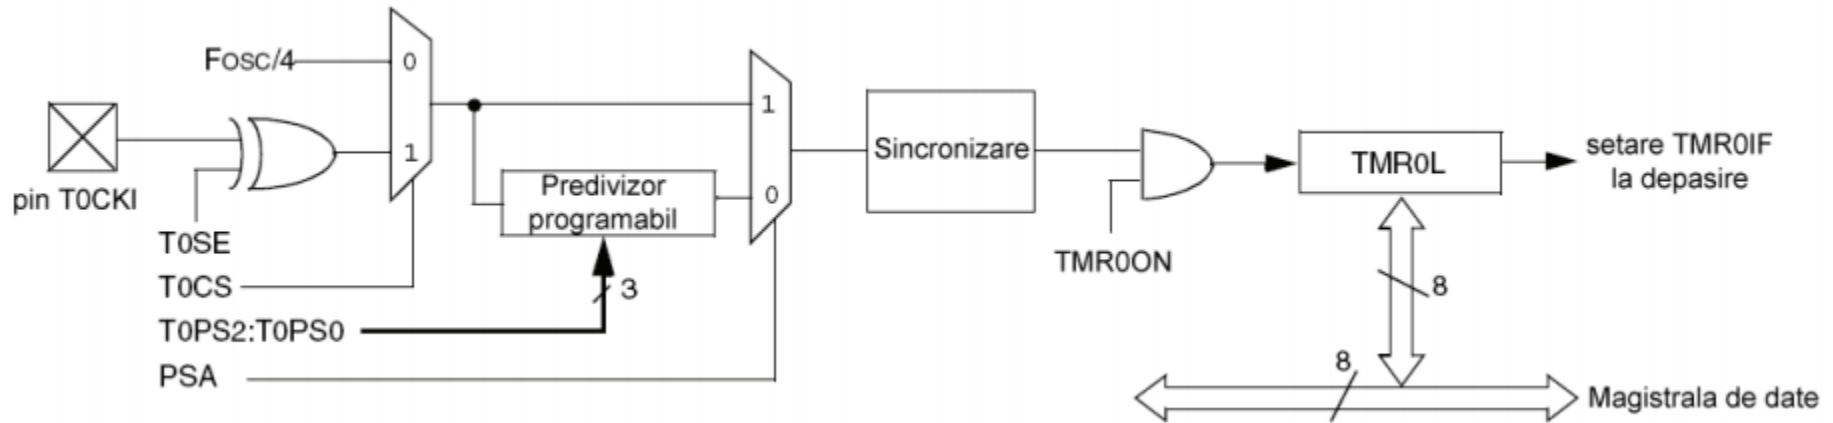 Fosc/4
0
1
pin T0CKI
T0SE
T0CS
T0PS2:T0PS0
PSA
Predivizor
programabil
3
1
0
Sincronizare
TMR0ON
TMR0L
setare TMR0IF
la depasire
8
8
Magistrala de date